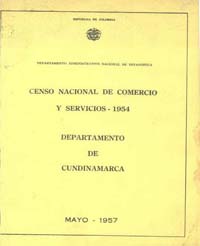 REPUBLICA DE COLOMBIA
DEPARTAMENTO ADMINISTRATIVO NACIONAL DE ESTADISTICA
CENSO NACIONAL DE COMERCIO
Y SERVICIOS - 1954
DEPARTAMENTO
DE
CUNDINAMARCA
MAYO - 1957